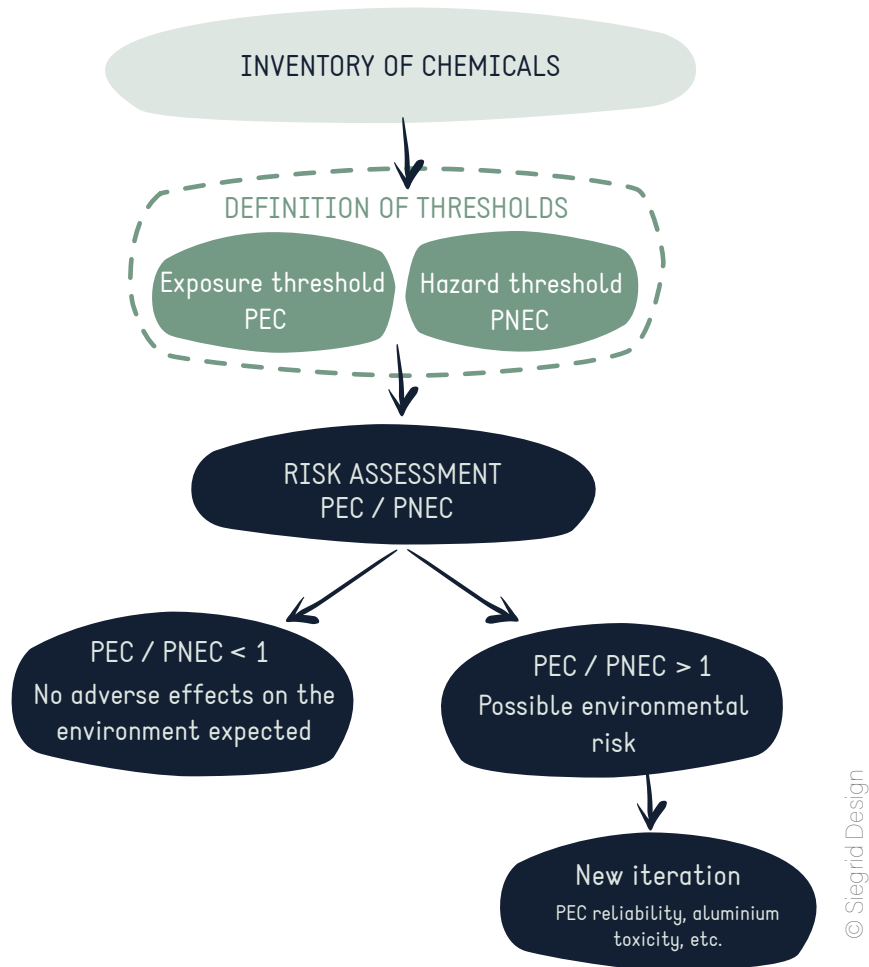 INVENTORY OF CHEMICALS
DEFINITION OF THRESHOLDS
Exposure threshold
PEC
Hazard threshold
PNEC
RISK ASSESSMENT
PEC / PNEC
PEC / PNEC < 1
No adverse effects on the
environment expected
PEC / PNEC > 1
Possible environmental
risk
New iteration
PEC reliability, aluminium
toxicity, etc.
© Siegrid Design